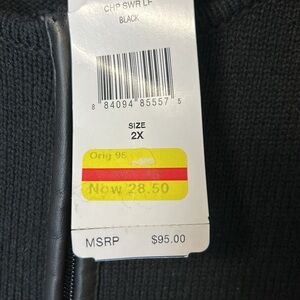 CHP SWR LF
BLACK
8 84094 85557 5
SIZE
2X
Orig 95
Now 28.50
MSRP $95.00